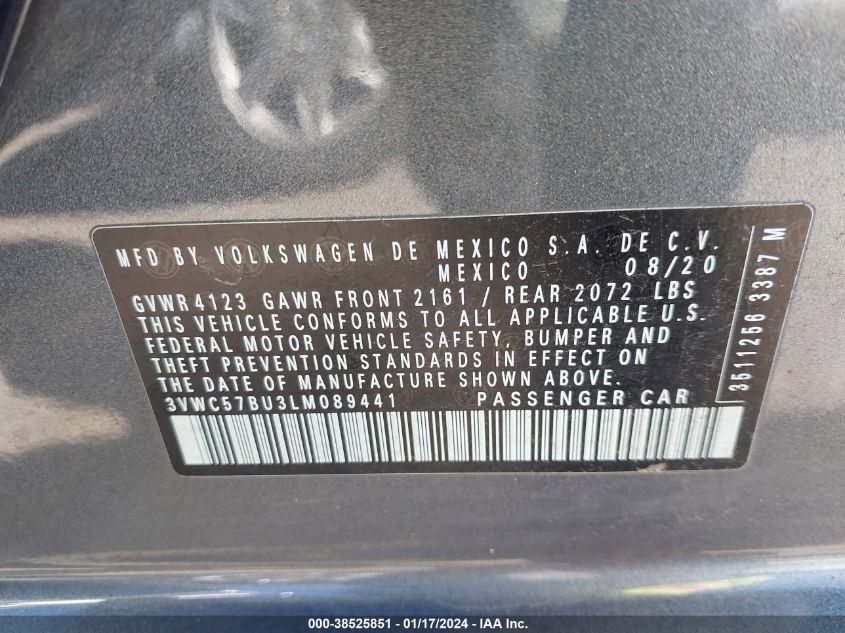 MFD BY VOLKSWAGEN DE MEXICO S.A. DE C.V.
MEXICO 08/20
GVWR 4123 GAWR FRONT 2161 / REAR 2072 LBS
THIS VEHICLE CONFORMS TO ALL APPLICABLE U.S.
FEDERAL MOTOR VEHICLE SAFETY, BUMPER AND
THEFT PREVENTION STANDARDS IN EFFECT ON
THE DATE OF MANUFACTURE SHOWN ABOVE.
3VWC57BU3LM089441 PASSENGER CAR
3511256 3387 M
000-38525851 - 01/17/2024 - IAA Inc.